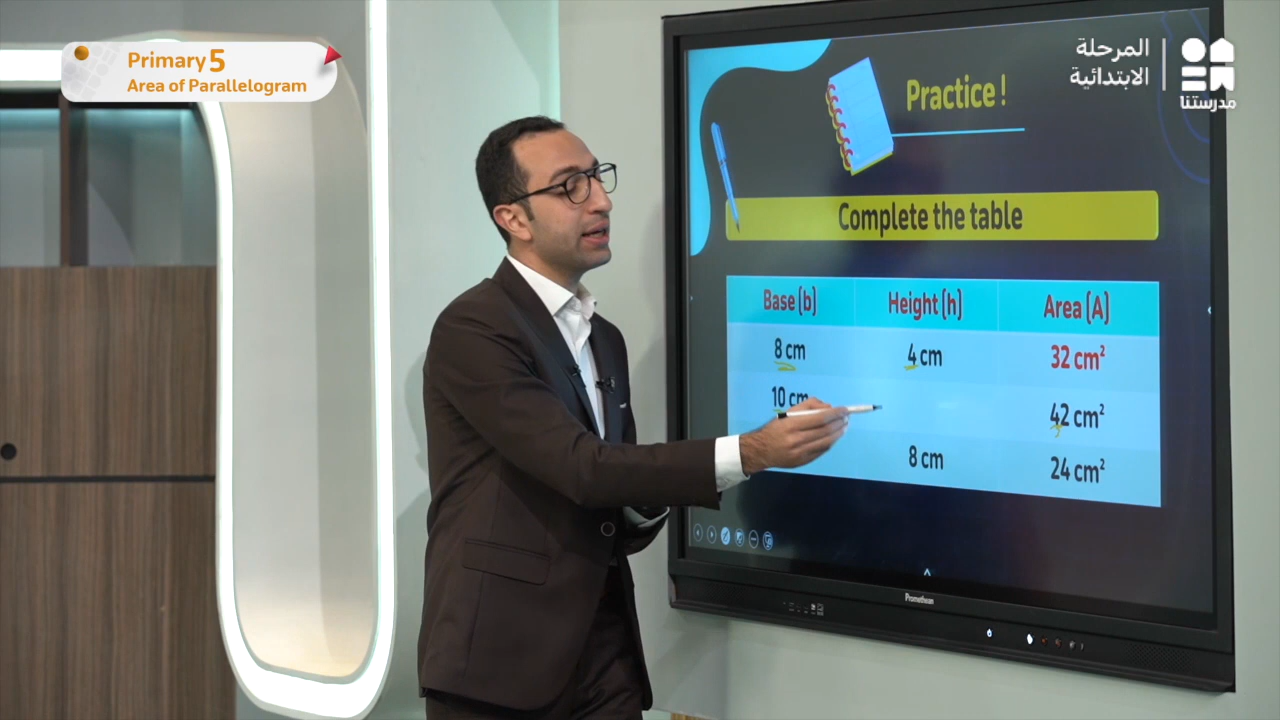 Primary 5
Area of Parallelogram
المرحلة
الابتدائية
مدرستنا
Practice !
Complete the table
Base (b) Height (h) Area (A)
8 cm 4 cm 32 cm²
10 cm 42 cm²
8 cm 24 cm²
Promethean